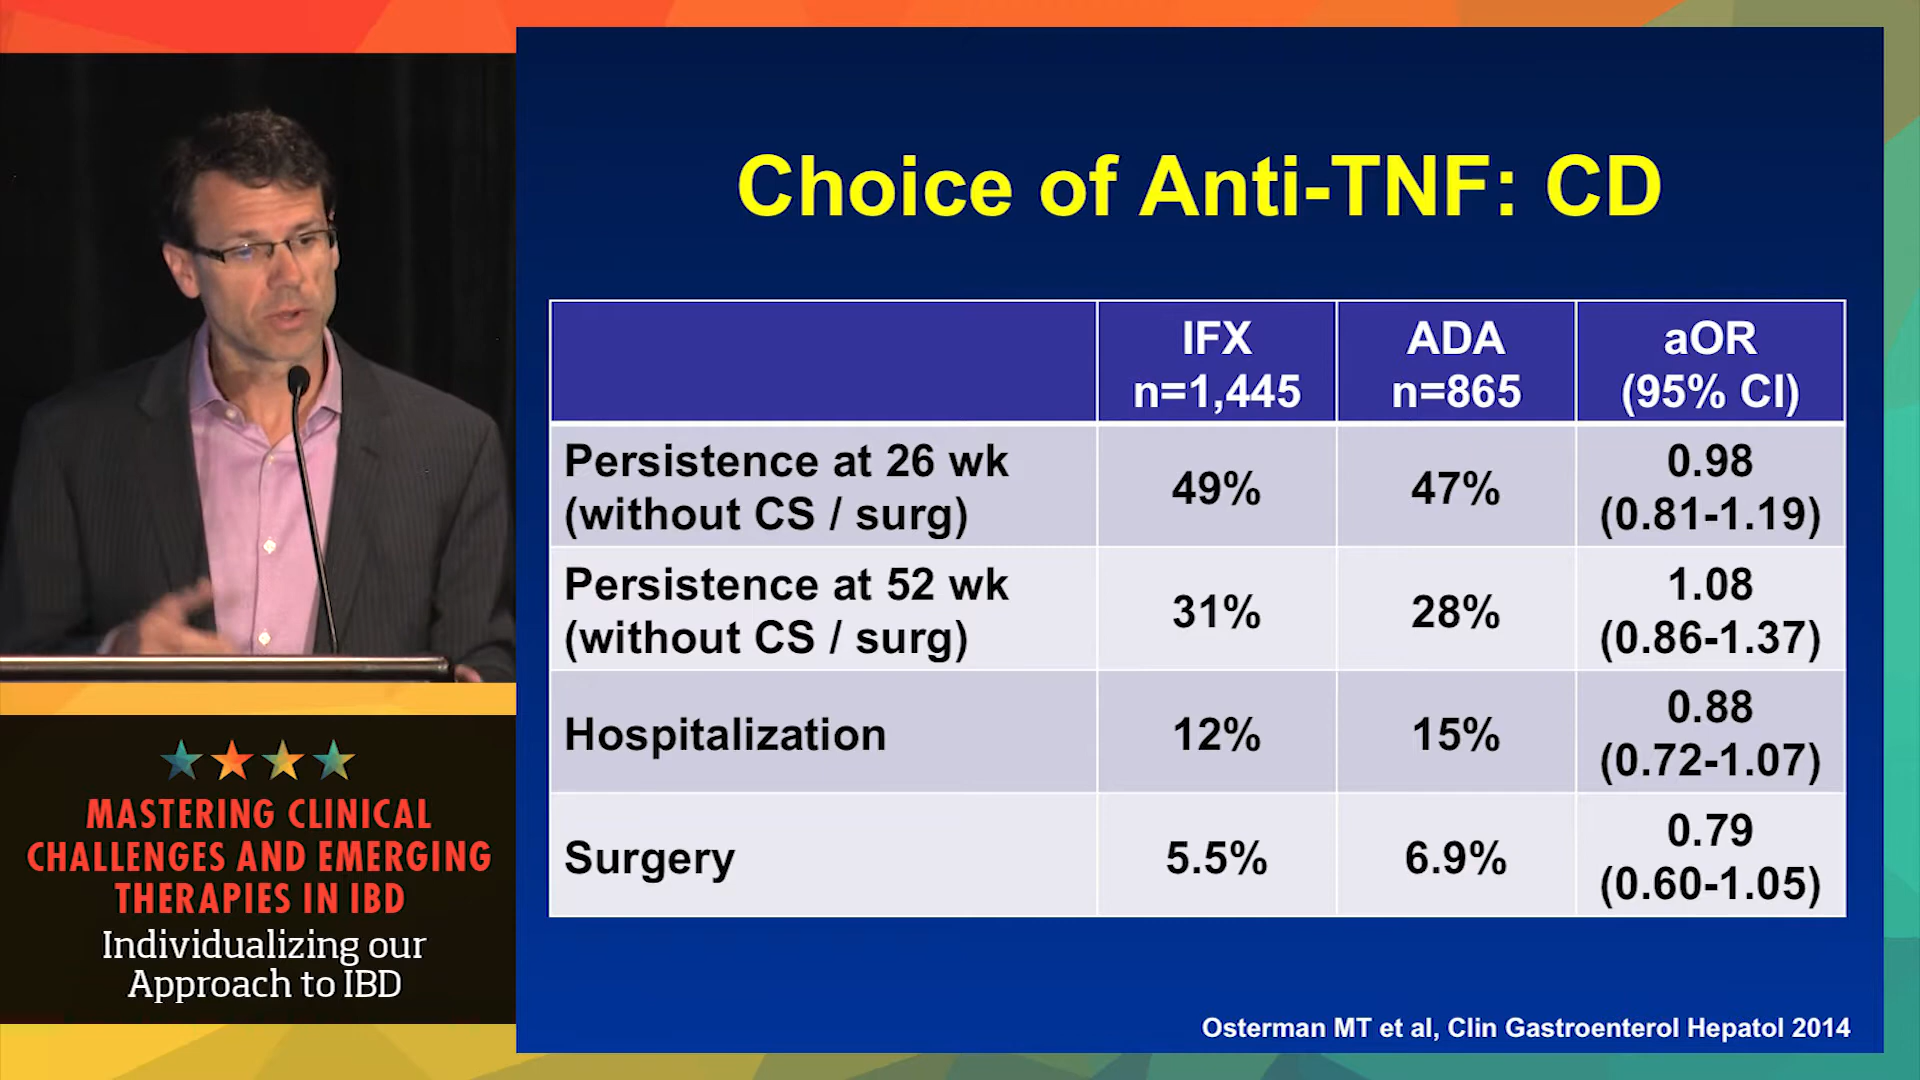 Choice of Anti-TNF: CD
IFX
n=1,445
ADA
n=865
aOR
(95% CI)
Persistence at 26 wk
(without CS / surg)
49%
47%
0.98
(0.81-1.19)
Persistence at 52 wk
(without CS / surg)
31%
28%
1.08
(0.86-1.37)
Hospitalization
12%
15%
0.88
(0.72-1.07)
Surgery
5.5%
6.9%
0.79
(0.60-1.05)
Osterman MT et al, Clin Gastroenterol Hepatol 2014
MASTERING CLINICAL
CHALLENGES AND EMERGING
THERAPIES IN IBD
Individualizing our
Approach to IBD